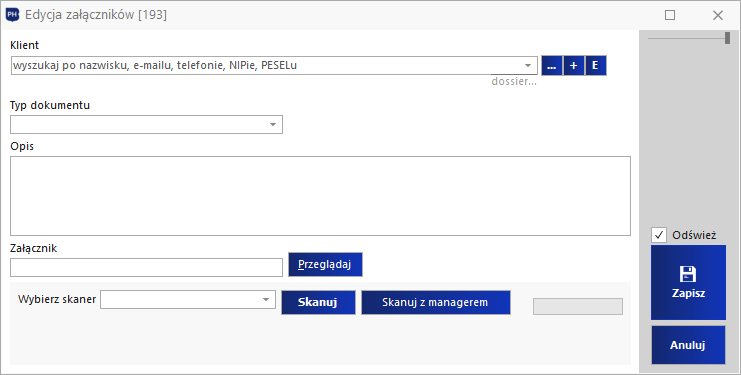 PH
Edycja załączników [193]
Klient
wyszukaj po nazwisku, e-mailu, telefonie, NIPie, PESELu
... + E
dossier...
Typ dokumentu
Opis
Załącznik
Przeglądaj
Wybierz skaner
Skanuj
Skanuj z managerem
Odśwież
Zapisz
Anuluj